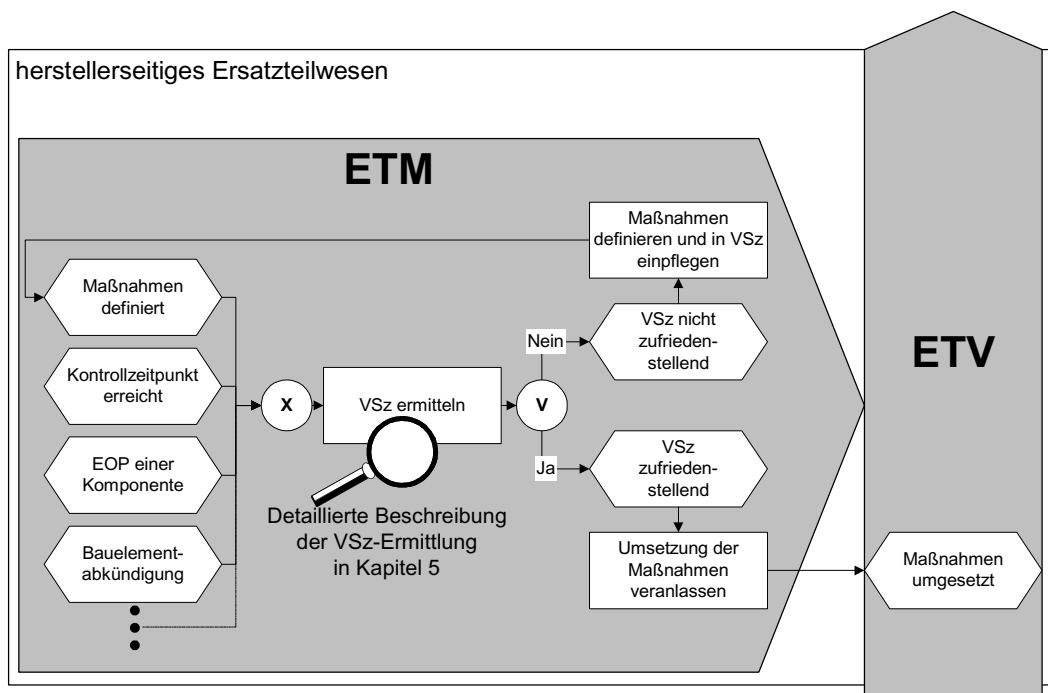 herstellerseitiges Ersatzteilwesen
ETM
Maßnahmen
definieren und in VSz
einpflegen
Maßnahmen
definiert
VSz nicht
zufrieden-
stellend
Nein
ETV
Kontrollzeitpunkt
erreicht
X
VSz ermitteln
V
EOP einer
Komponente
Ja
VSz
zufrieden-
stellend
Detaillierte Beschreibung
der VSz-Ermittlung
in Kapitel 5
Bauelement-
abkündigung
Umsetzung der
Maßnahmen
veranlassen
Maßnahmen
umgesetzt